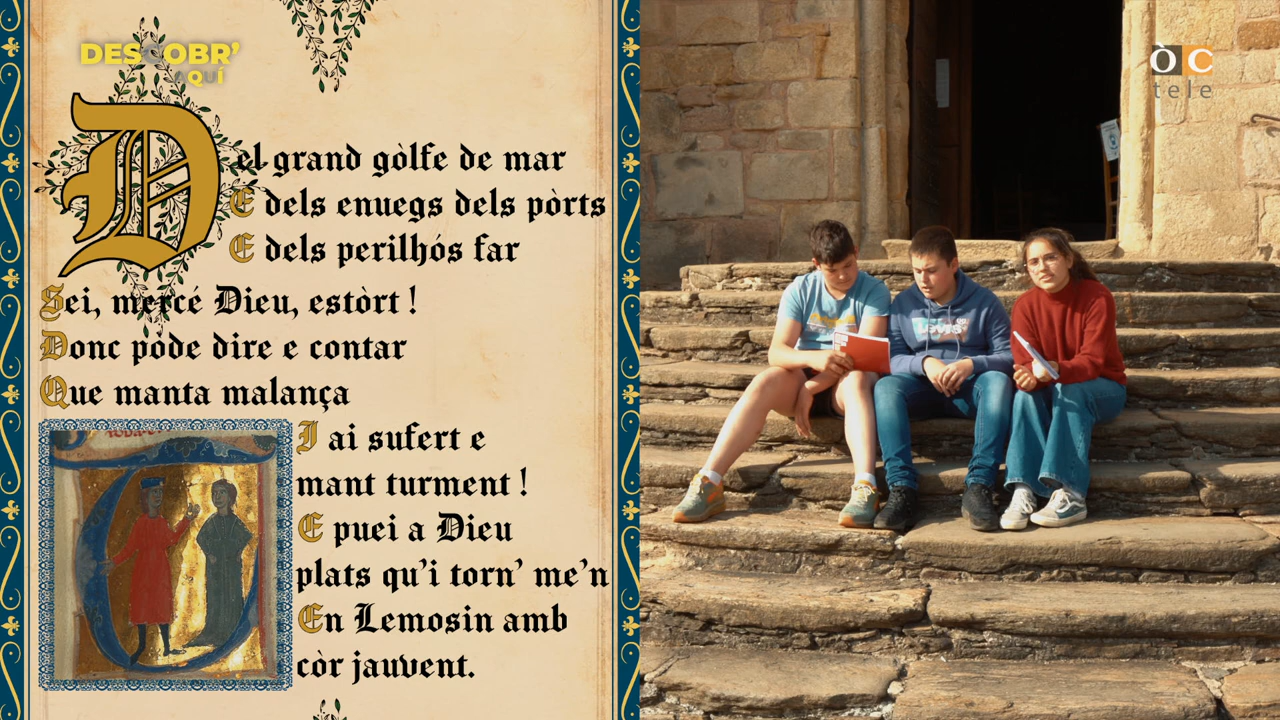 DESCOBR'
QUÍ
Del grand gòlfe de mar
E dels enuegs dels pòrts
E dels perilhós far
Sei, mercé Dieu, estòrt !
Donc pòde dire e contar
Que manta malança
I ai sufert e
mant turment !
E puei a Dieu
plats qu'i torn' me'n
En Lemosin amb
còr jauvent.
òc
tele
LEVI'S